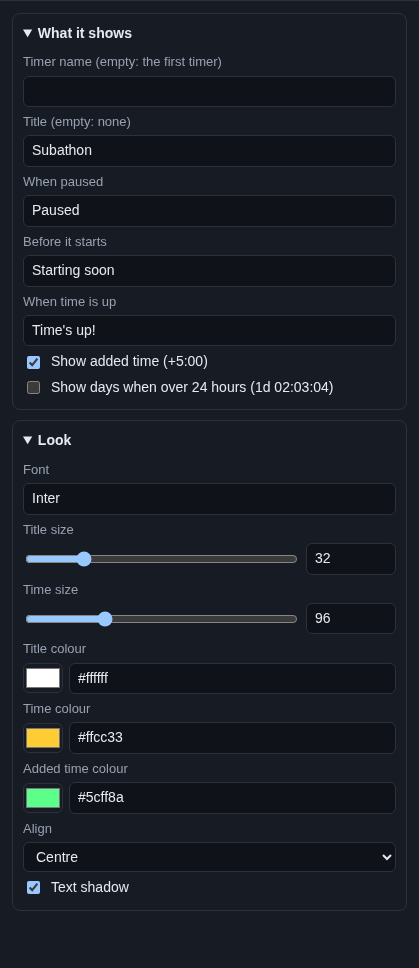 ▼ What it shows
Timer name (empty: the first timer)
Title (empty: none)
Subathon
When paused
Paused
Before it starts
Starting soon
When time is up
Time's up!
Show added time (+5:00)
Show days when over 24 hours (1d 02:03:04)
▼ Look
Font
Inter
Title size
32
Time size
96
Title colour
#ffffff
Time colour
#ffcc33
Added time colour
#5cff8a
Align
Centre
Text shadow